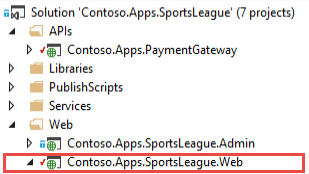 Solution 'Contoso.Apps.SportsLeague' (7 projects)
APIs
Contoso.Apps.PaymentGateway
Libraries
PublishScripts
Services
Web
Contoso.Apps.SportsLeague.Admin
Contoso.Apps.SportsLeague.Web